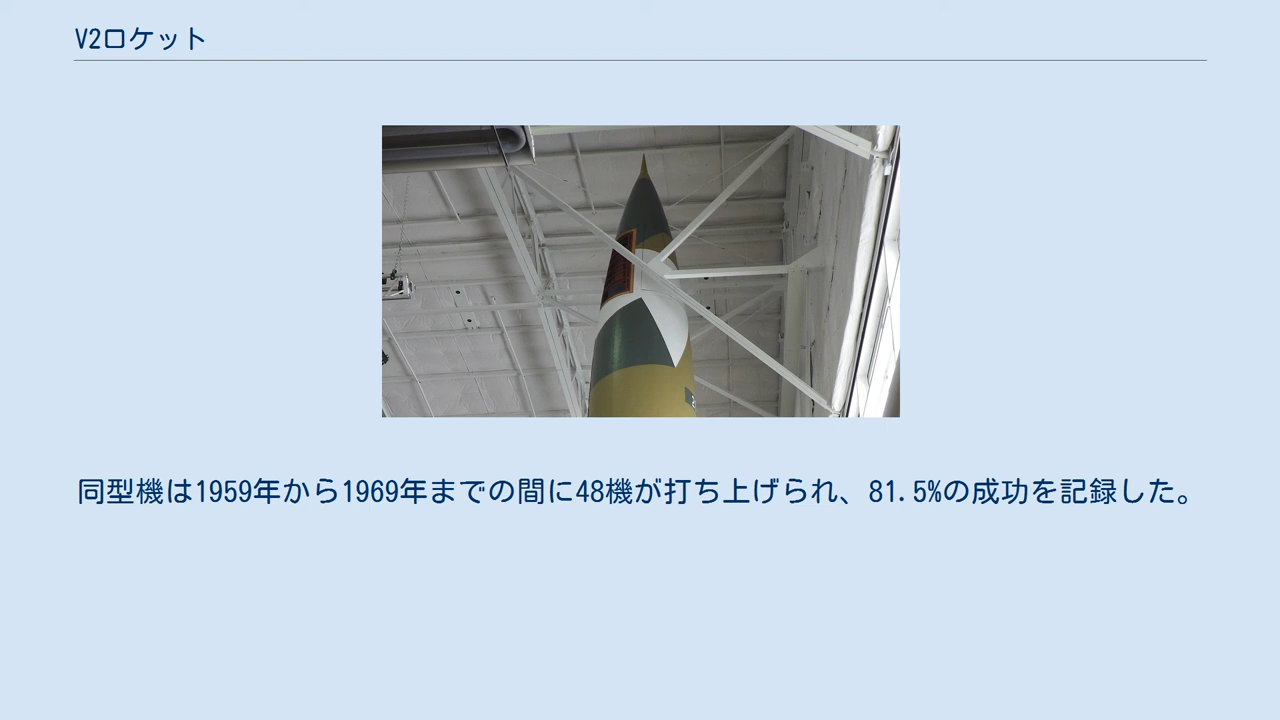 V2ロケット
同型機は1959年から1969年までの間に48機が打ち上げられ、81.5%の成功を記録した。